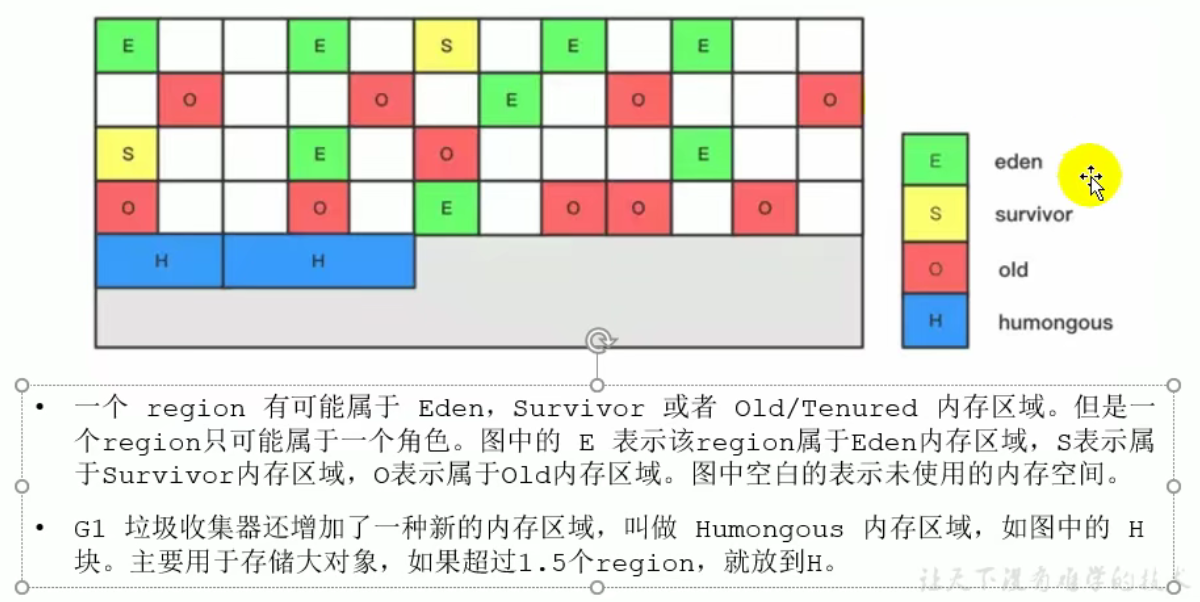 E E S E E
O O E O O
S E O E
O O E O O O
H H
E eden
S survivor
O old
H humongous
• 一个 region 有可能属于 Eden，Survivor 或者 Old/Tenured 内存区域。但是一
个region只可能属于一个角色。图中的 E 表示该region属于Eden内存区域，S表示属
于Survivor内存区域，O表示属于Old内存区域。图中空白的表示未使用的内存空间。
• G1 垃圾收集器还增加了一种新的内存区域，叫做 Humongous 内存区域，如图中的 H
块。主要用于存储大对象，如果超过1.5个region，就放到H。
让天下没有难学的技术